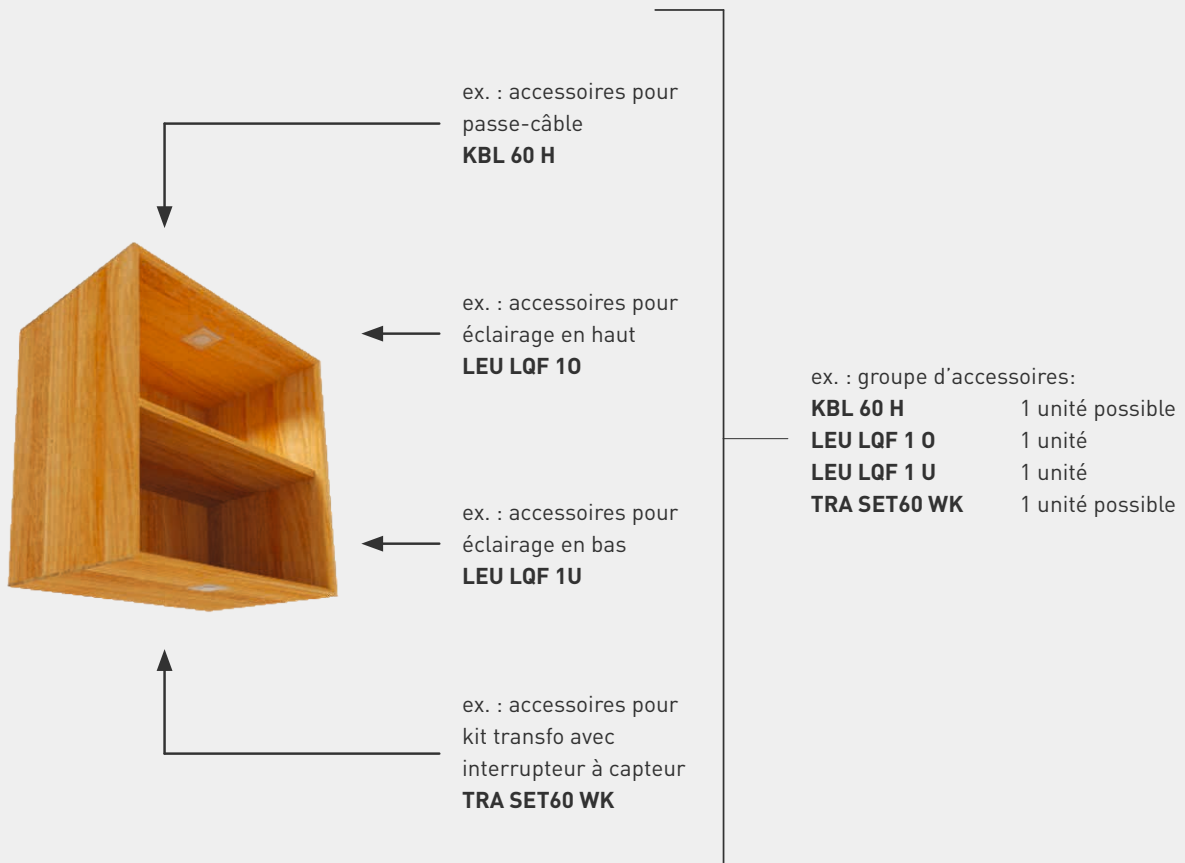 ex. : accessoires pour
passe-câble
KBL 60 H
ex. : accessoires pour
éclairage en haut
LEU LQF 1O
ex. : accessoires pour
éclairage en bas
LEU LQF 1U
ex. : accessoires pour
kit transfo avec
interrupteur à capteur
TRA SET60 WK
ex. : groupe d’accessoires:
KBL 60 H 1 unité possible
LEU LQF 1 O 1 unité
LEU LQF 1 U 1 unité
TRA SET60 WK 1 unité possible